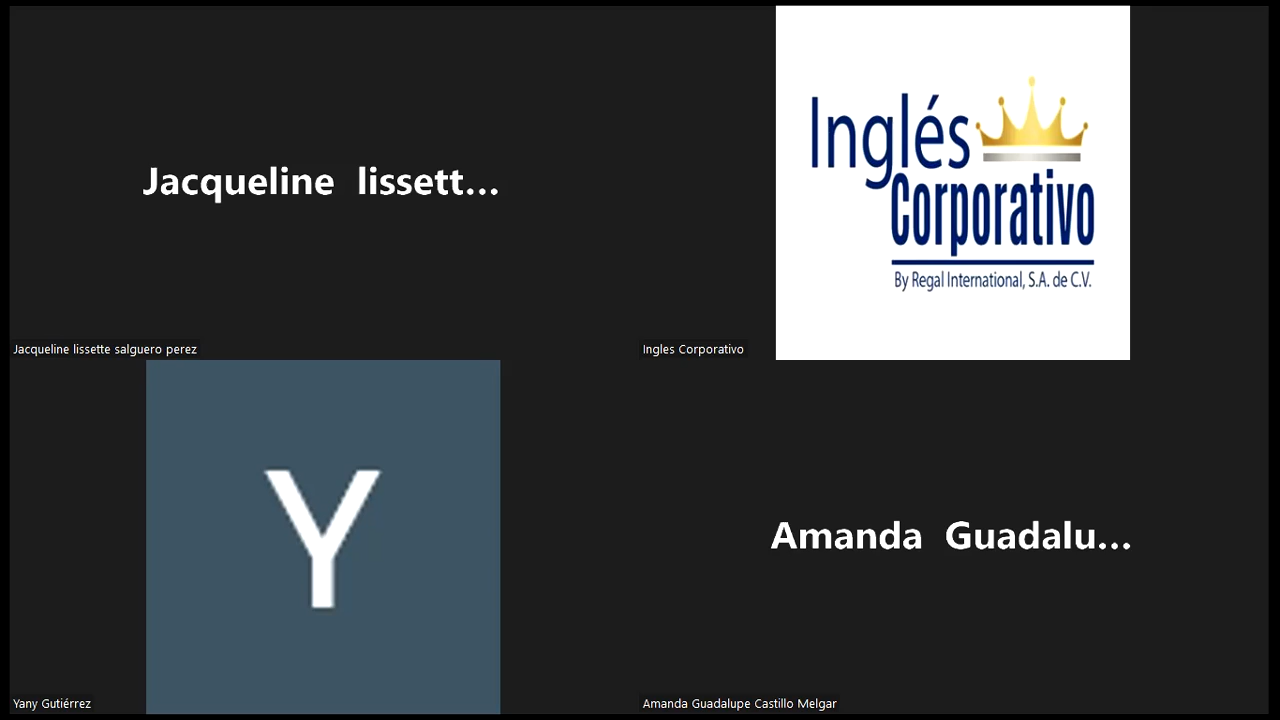 Jacqueline lissett...
Jacqueline lissette salguero perez
Inglés
Corporativo
By Regal International, S.A. de C.V.
Ingles Corporativo
Y
Yany Gutiérrez
Amanda Guadalu...
Amanda Guadalupe Castillo Melgar